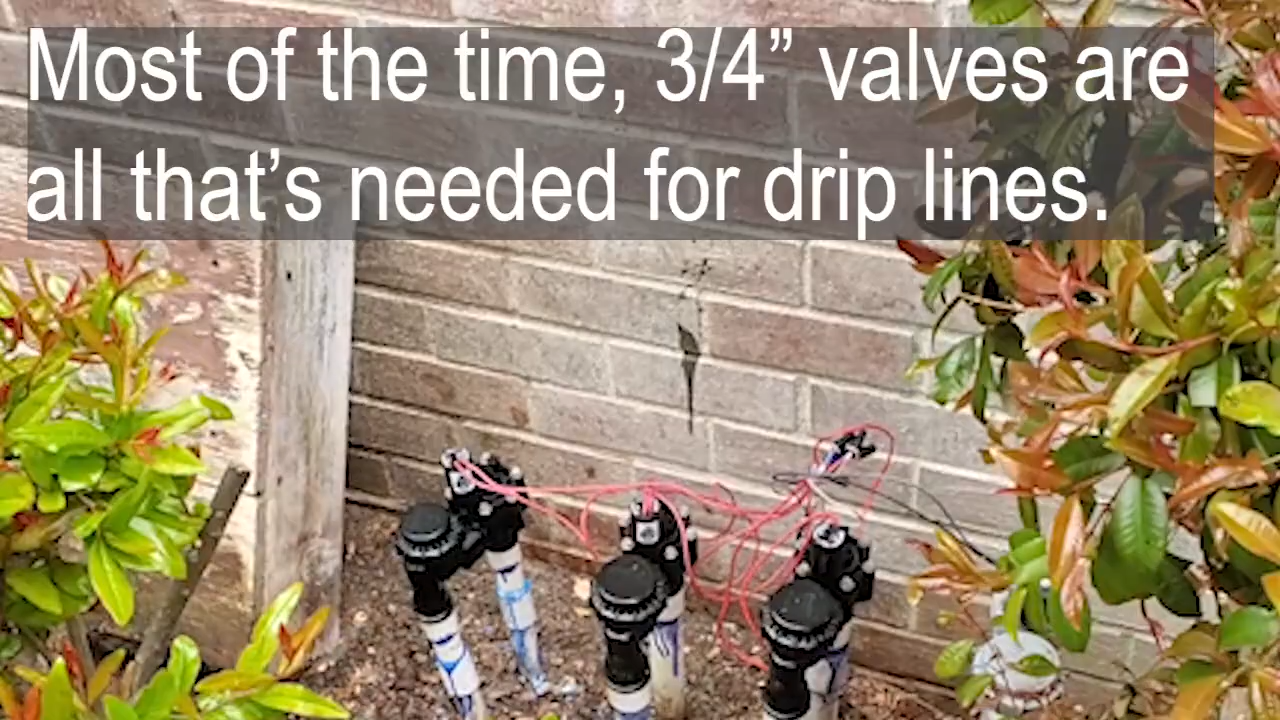 Most of the time, 3/4” valves are
all that’s needed for drip lines.